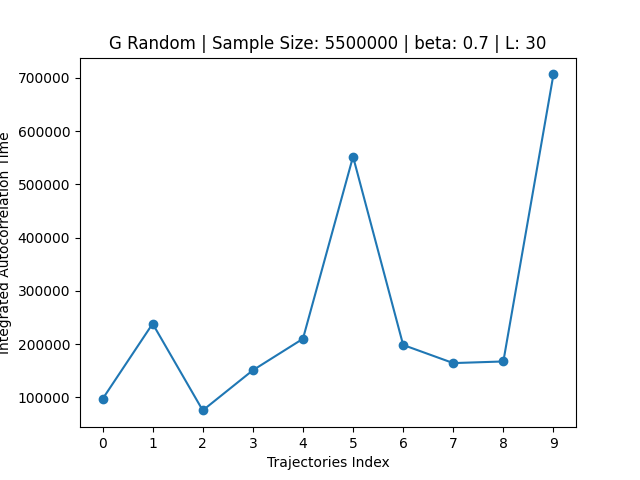 G Random | Sample Size: 5500000 | beta: 0.7 | L: 30
700000
600000
500000
400000
300000
200000
100000
Integrated Autocorrelation Time
0 1 2 3 4 5 6 7 8 9
Trajectories Index